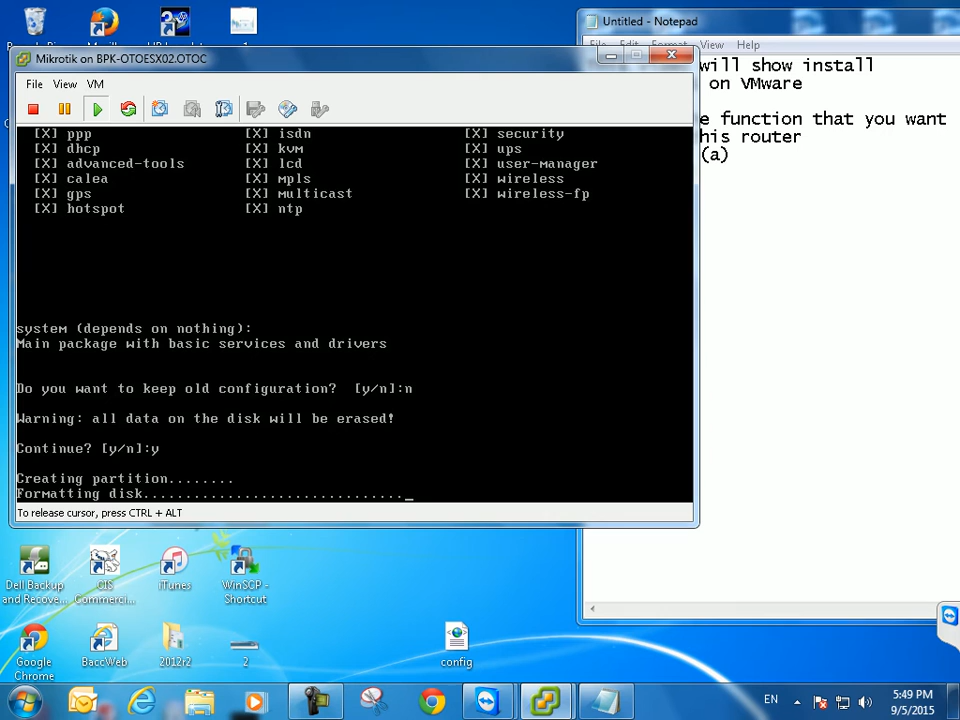 Untitled - Notepad
File Edit Format View Help
will show install
on VMware
e function that you want
his router
(a)
Mikrotik on BPK-OTOESX02.OTOC
File View VM
[X] ppp [X] isdn [X] security
[X] dhcp [X] kvm [X] ups
[X] advanced-tools [X] lcd [X] user-manager
[X] calea [X] mpls [X] wireless
[X] gps [X] multicast [X] wireless-fp
[X] hotspot [X] ntp
system (depends on nothing):
Main package with basic services and drivers
Do you want to keep old configuration? [y/n]:n
Warning: all data on the disk will be erased!
Continue? [y/n]:y
Creating partition........
Formatting disk..............................._
To release cursor, press CTRL + ALT
Dell Backup
and Recove...
CIS
Commerci...
iTunes
WinSCP -
Shortcut
Google
Chrome
BaccWeb
2012r2
2
config
EN
5:49 PM
9/5/2015